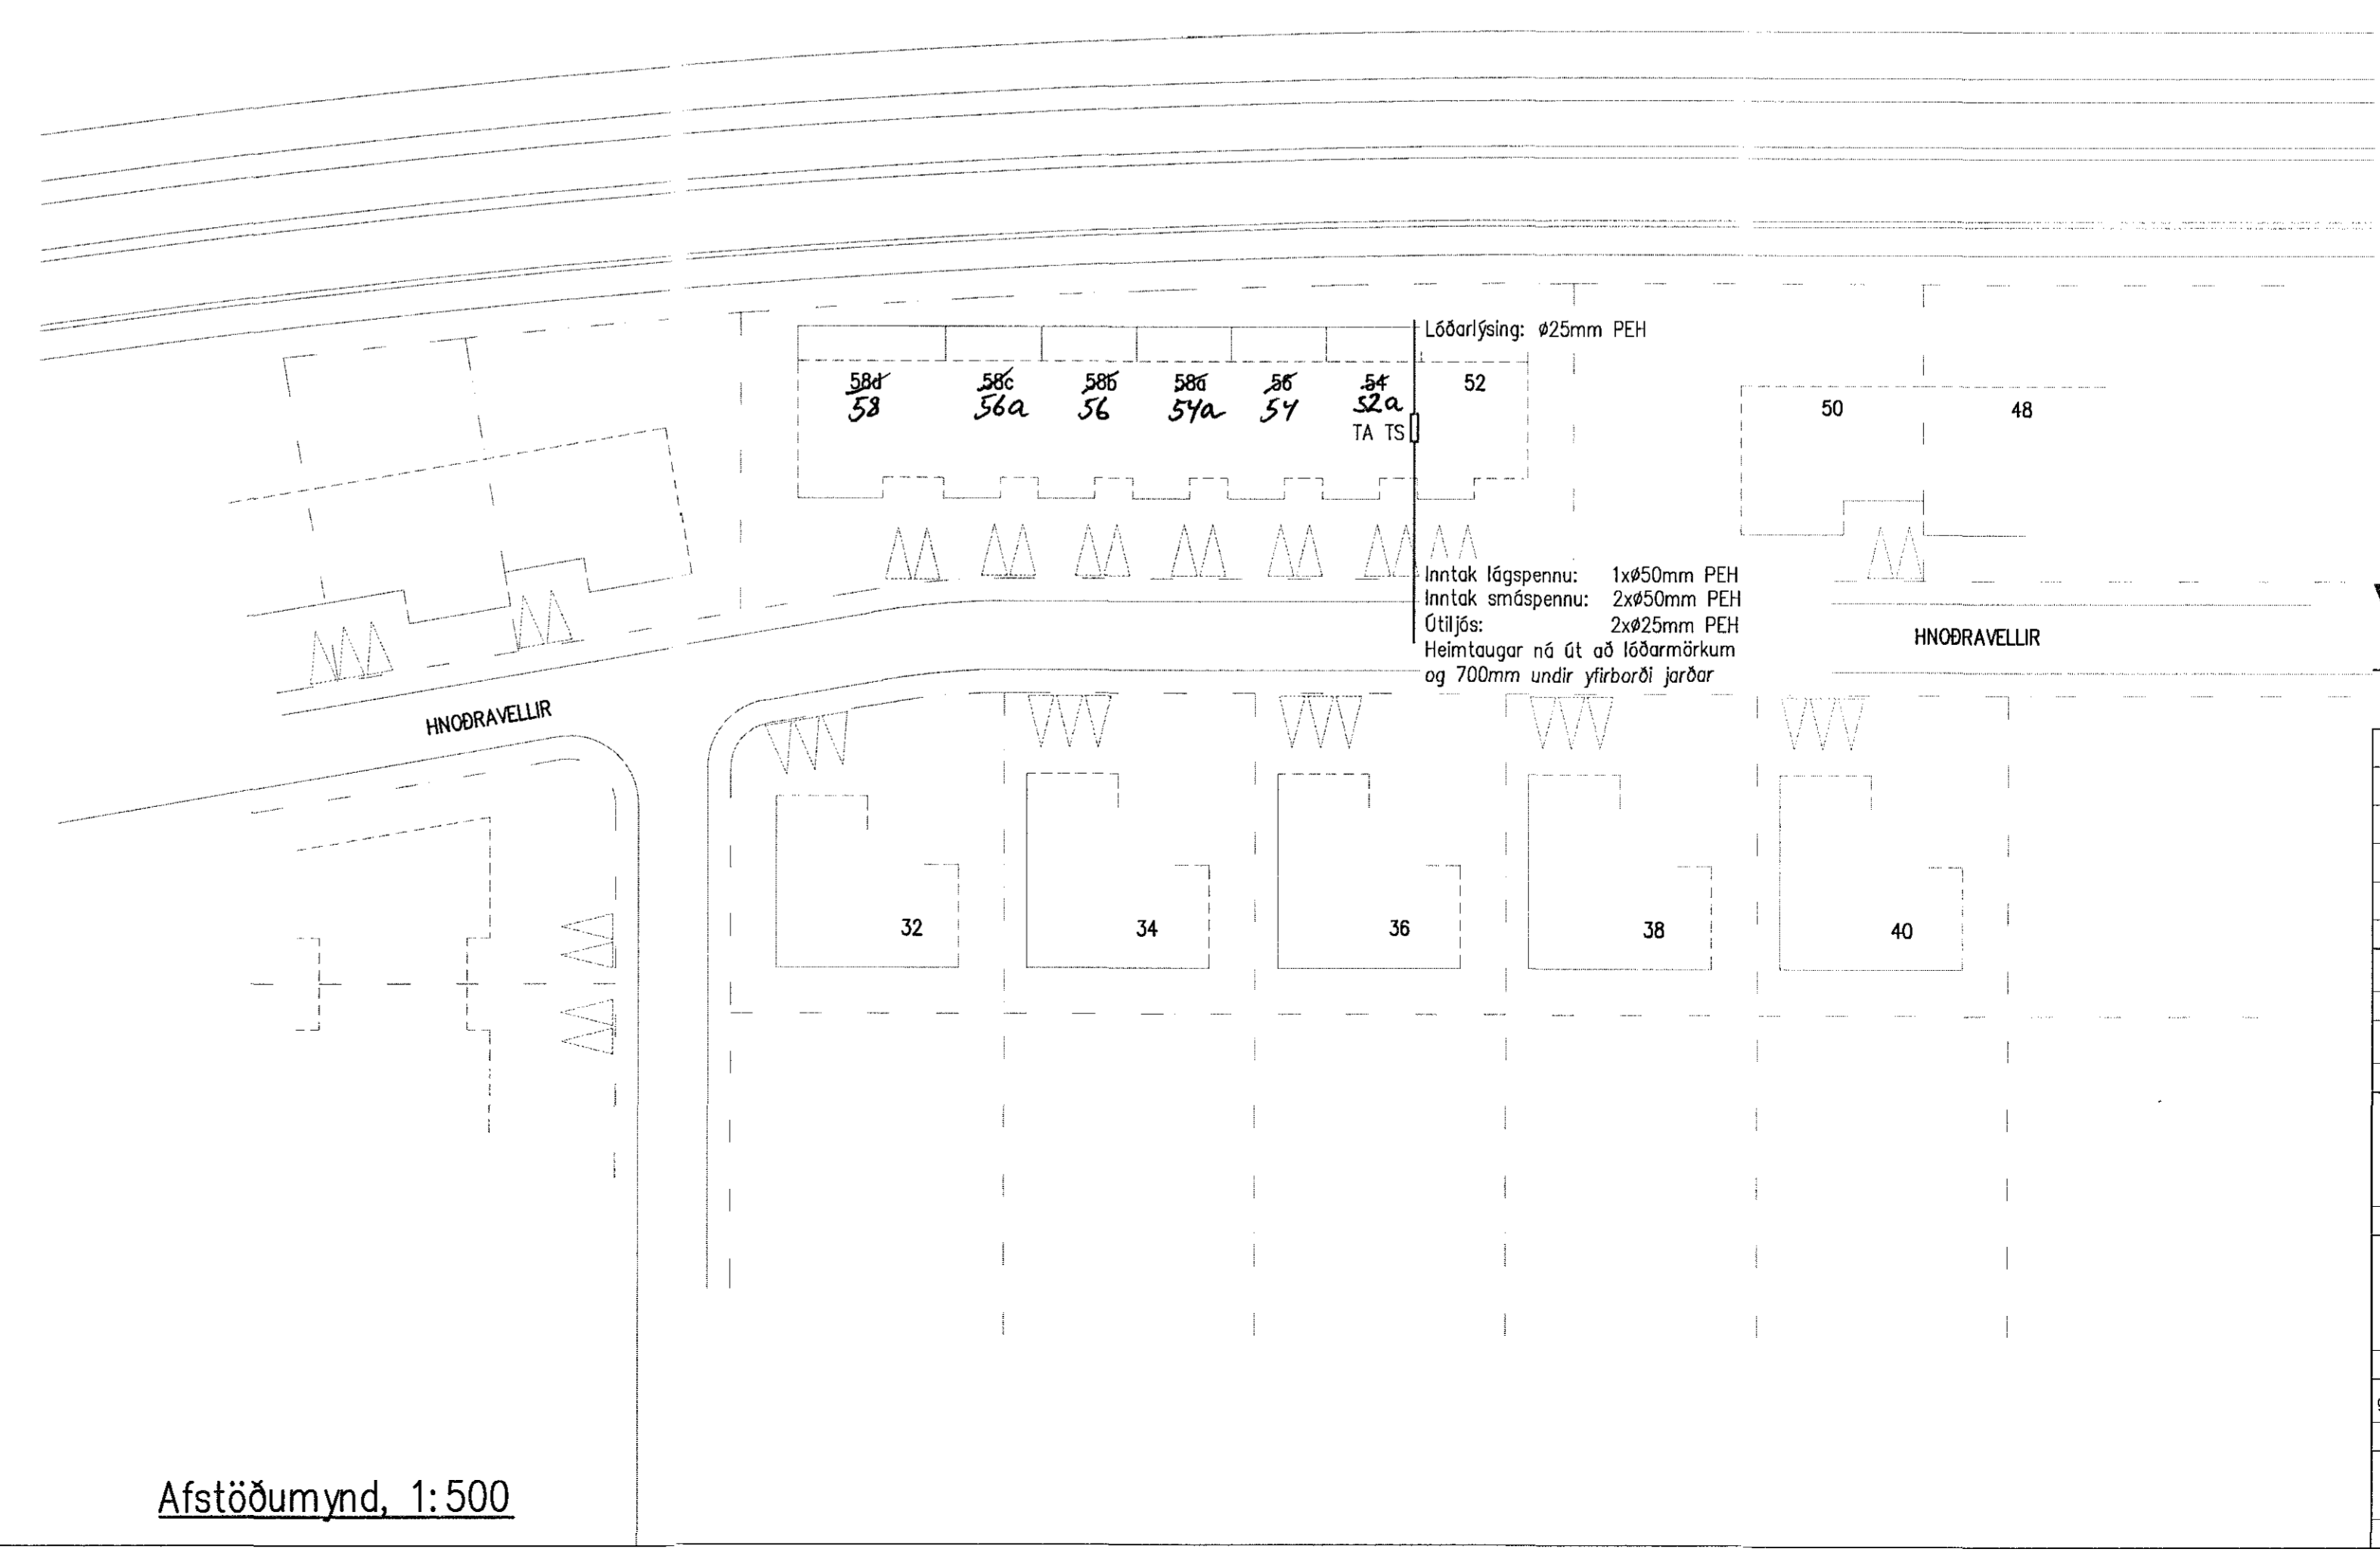 Lóðarlýsing: ø25mm PEH
58d 58c 58b 58a 56 54 52
58 56a 56 54a 54 52a
50 48
TA TS
Inntak lágspennu: 1xø50mm PEH
Inntak smáspennu: 2xø50mm PEH
Útiljós: 2xø25mm PEH
Heimtaugar ná út að lóðarmörkum
og 700mm undir yfirborði jarðar
HNOÐRAVELLIR
HNOÐRAVELLIR
32 34 36 38 40
Afstöðumynd, 1:500